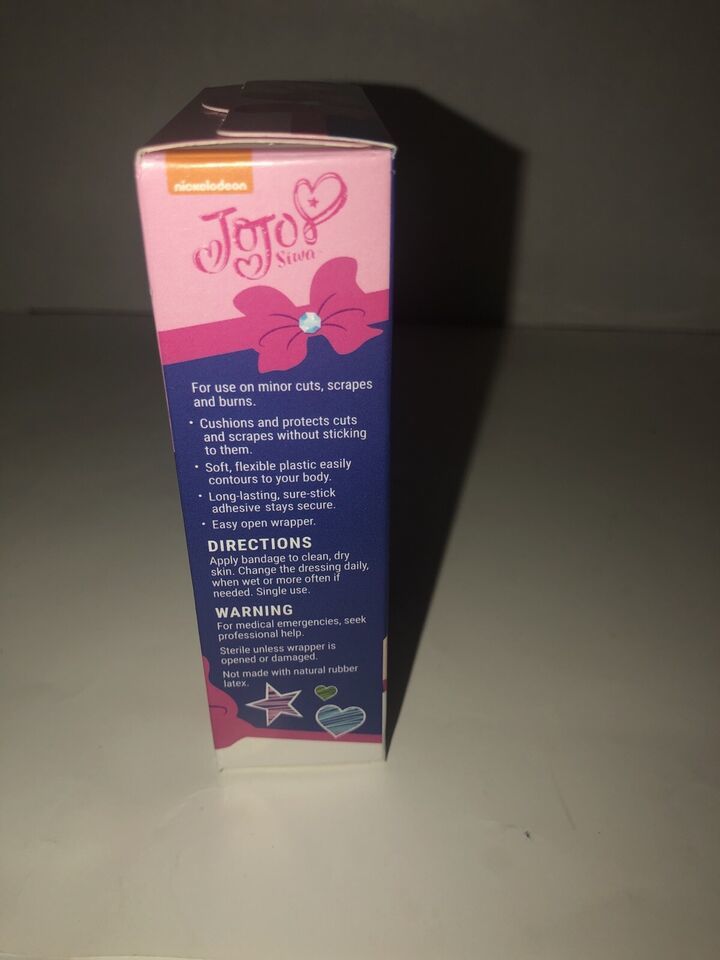 nickelodeon
JoJo
Siwa
For use on minor cuts, scrapes
and burns.
• Cushions and protects cuts
and scrapes without sticking
to them.
• Soft, flexible plastic easily
contours to your body.
• Long-lasting, sure-stick
adhesive stays secure.
• Easy open wrapper.
DIRECTIONS
Apply bandage to clean, dry
skin. Change the dressing daily,
when wet or more often if
needed. Single use.
WARNING
For medical emergencies, seek
professional help.
Sterile unless wrapper is
opened or damaged.
Not made with natural rubber
latex.